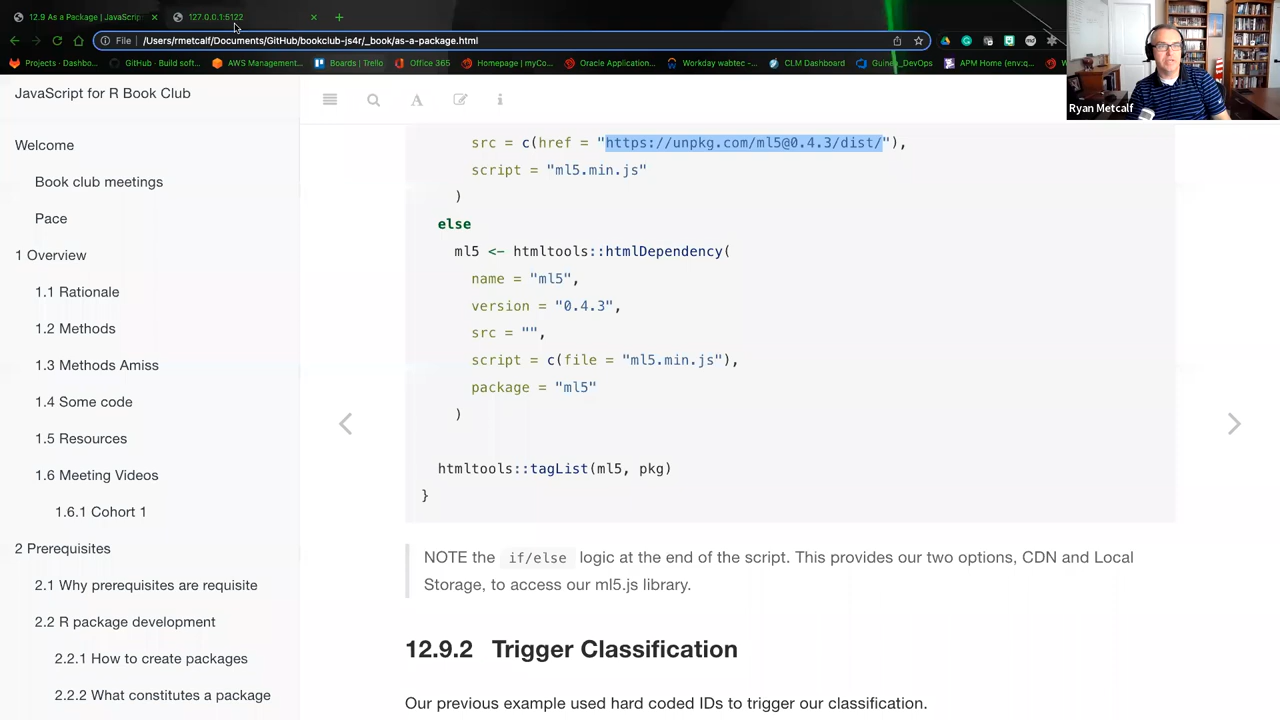 12.9 As a Package | JavaScrip
127.0.0.1:5122
File | /Users/rmetcalf/Documents/GitHub/bookclub-js4r/_book/as-a-package.html
Projects · Dashbo...
GitHub · Build soft...
AWS Management...
Boards | Trello
Office 365
Homepage | myCo...
Oracle Application...
Workday wabtec -...
CLM Dashboard
Guinea_DevOps
APM Home (env:q...
Ryan Metcalf
JavaScript for R Book Club
Welcome
Book club meetings
Pace
1 Overview
1.1 Rationale
1.2 Methods
1.3 Methods Amiss
1.4 Some code
1.5 Resources
1.6 Meeting Videos
1.6.1 Cohort 1
2 Prerequisites
2.1 Why prerequisites are requisite
2.2 R package development
2.2.1 How to create packages
2.2.2 What constitutes a package
src = c(href = "https://unpkg.com/ml5@0.4.3/dist/"),
script = "ml5.min.js"
)
else
ml5 <- htmltools::htmlDependency(
name = "ml5",
version = "0.4.3",
src = "",
script = c(file = "ml5.min.js"),
package = "ml5"
)
htmltools::tagList(ml5, pkg)
}
NOTE the if/else logic at the end of the script. This provides our two options, CDN and Local
Storage, to access our ml5.js library.
12.9.2 Trigger Classification
Our previous example used hard coded IDs to trigger our classification.